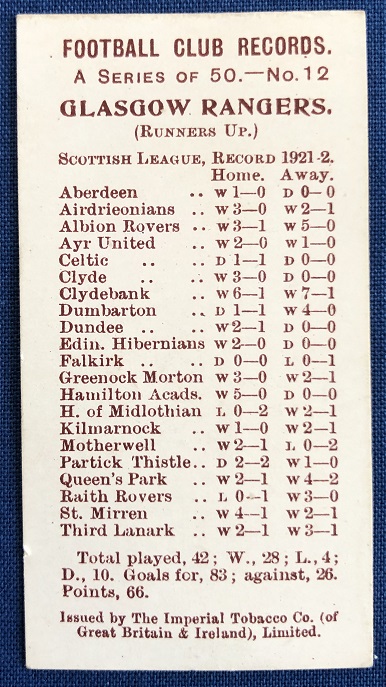 FOOTBALL CLUB RECORDS.
A SERIES OF 50.—No. 12
GLASGOW RANGERS.
(RUNNERS UP.)
SCOTTISH LEAGUE, RECORD 1921-2.
Home. Away.
Aberdeen .. W 1—0 D 0—0
Airdrieonians .. W 3—0 W 2—1
Albion Rovers .. W 3—1 W 5—0
Ayr United .. W 2—0 W 1—0
Celtic .. .. D 1—1 D 0—0
Clyde .. .. W 3—0 D 0—0
Clydebank .. W 6—1 W 7—1
Dumbarton .. D 1—1 W 4—0
Dundee .. .. W 2—1 D 0—0
Edin. Hibernians W 2—0 D 0—0
Falkirk .. .. D 0—0 L 0—1
Greenock Morton W 3—0 W 2—1
Hamilton Acads. W 5—0 D 0—0
H. of Midlothian L 0—2 W 2—1
Kilmarnock .. W 1—0 W 2—1
Motherwell .. W 2—1 L 0—2
Partick Thistle.. D 2—2 W 1—0
Queen's Park .. W 2—1 W 4—2
Raith Rovers .. L 0—1 W 3—0
St. Mirren .. W 4—1 W 2—1
Third Lanark .. W 2—1 W 3—1
Total played, 42; W., 28; L., 4;
D., 10. Goals for, 83; against, 26.
Points, 66.
Issued by The Imperial Tobacco Co. (of
Great Britain & Ireland), Limited.